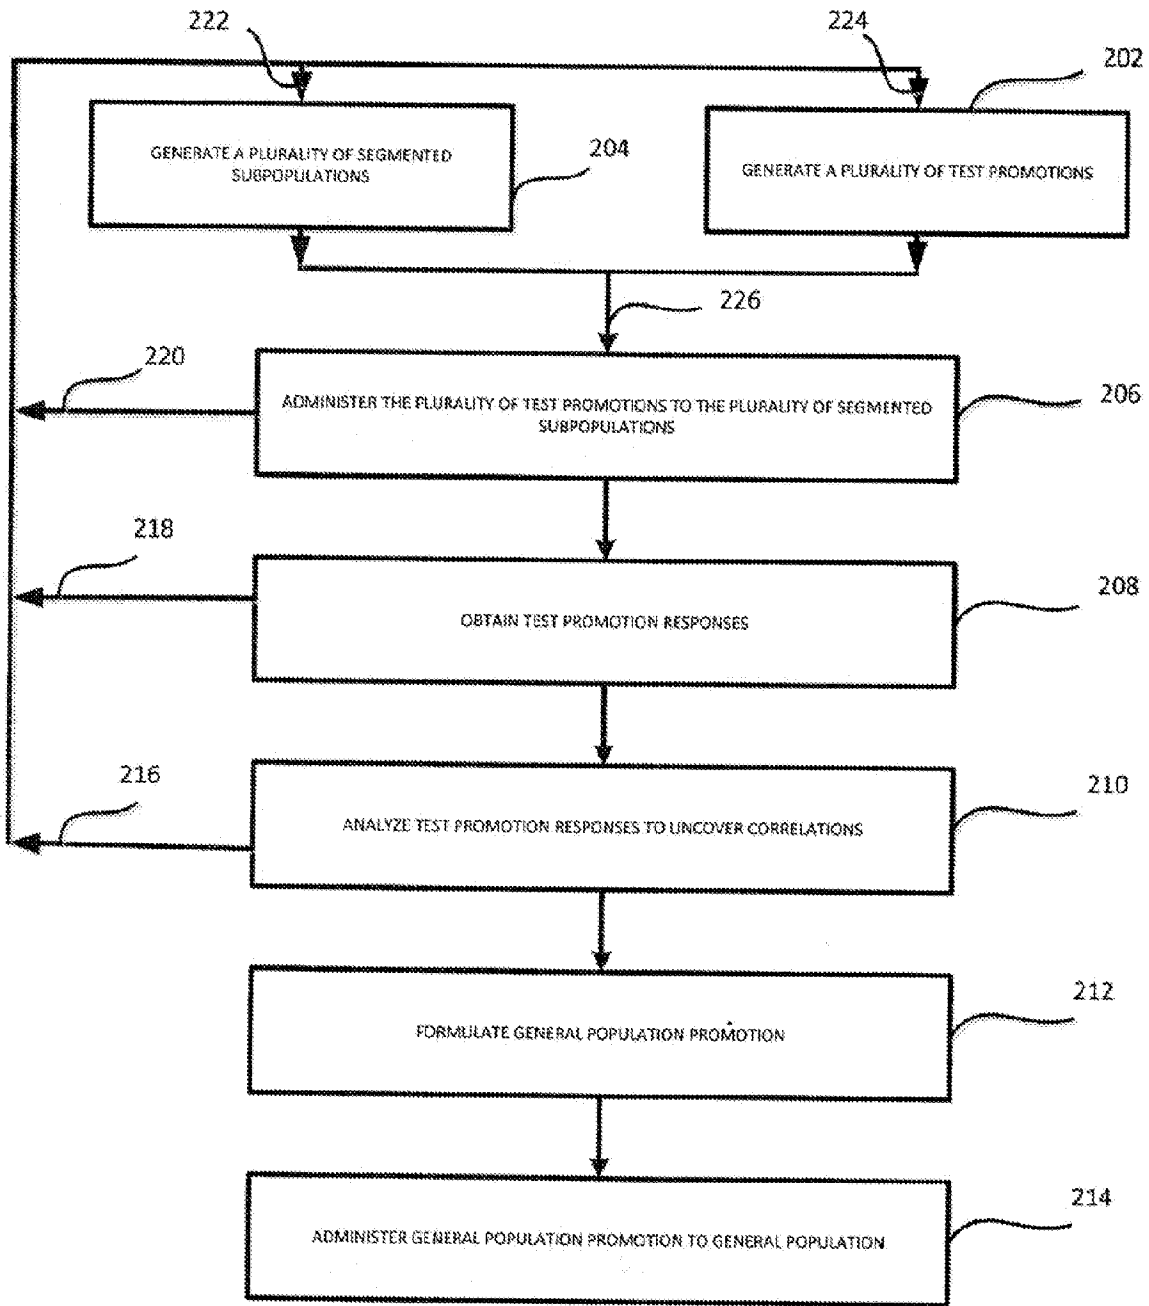 222
224
202
GENERATE A PLURALITY OF SEGMENTED
SUBPOPULATIONS
204
GENERATE A PLURALITY OF TEST PROMOTIONS
226
220
ADMINISTER THE PLURALITY OF TEST PROMOTIONS TO THE PLURALITY OF SEGMENTED
SUBPOPULATIONS
206
218
OBTAIN TEST PROMOTION RESPONSES
208
216
ANALYZE TEST PROMOTION RESPONSES TO UNCOVER CORRELATIONS
210
FORMULATE GENERAL POPULATION PROMOTION
212
ADMINISTER GENERAL POPULATION PROMOTION TO GENERAL POPULATION
214